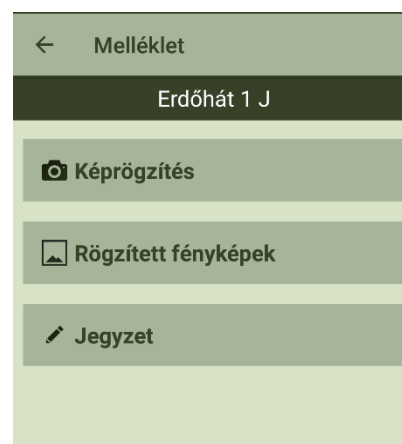 Melléklet
Erdőhát 1 J
Képrögzítés
Rögzített fényképek
Jegyzet